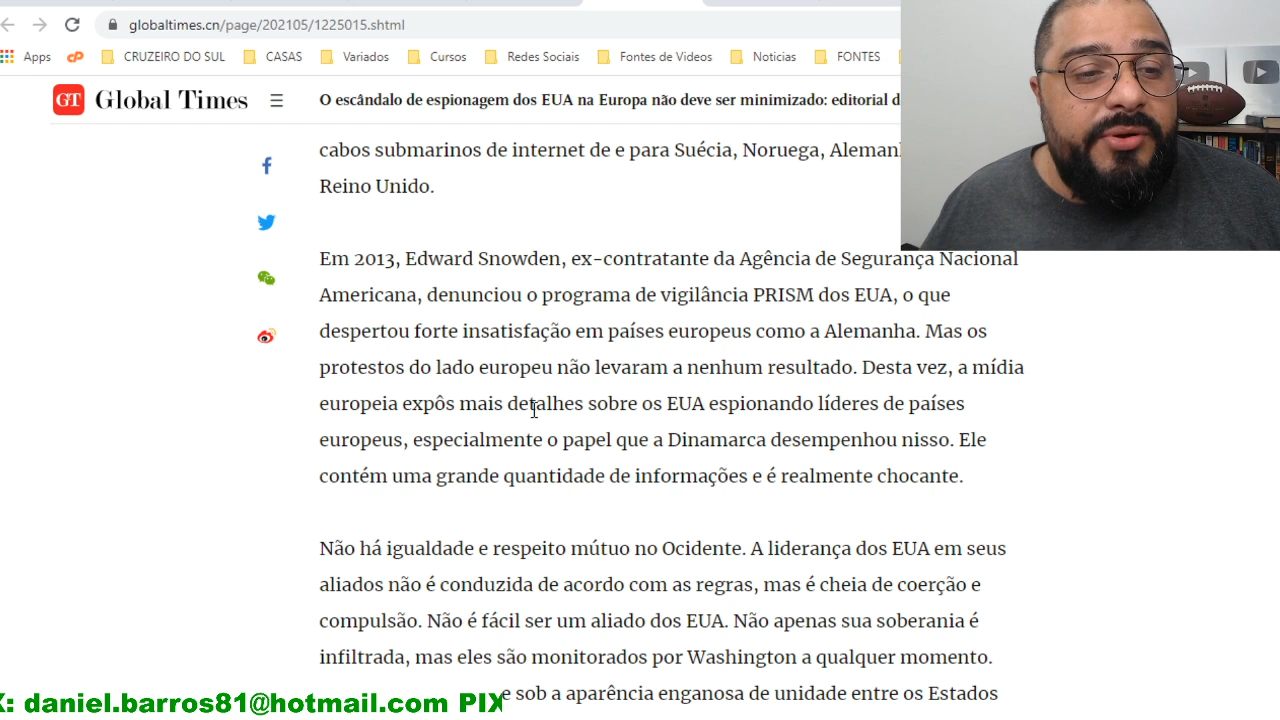 globaltimes.cn/page/202105/1225015.shtml
Apps CRUZEIRO DO SUL CASAS Variados Cursos Redes Sociais Fontes de Videos Noticias FONTES
GT Global Times O escândalo de espionagem dos EUA na Europa não deve ser minimizado: editorial d
cabos submarinos de internet de e para Suécia, Noruega,
Reino Unido.
Em 2013, Edward Snowden, ex-contratante da Agência de Segurança Nacional
Americana, denunciou o programa de vigilância PRISM dos EUA, o que
despertou forte insatisfação em países europeus como a Alemanha. Mas os
protestos do lado europeu não levaram a nenhum resultado. Desta vez, a mídia
europeia expôs mais detalhes sobre os EUA espionando líderes de países
europeus, especialmente o papel que a Dinamarca desempenhou nisso. Ele
contém uma grande quantidade de informações e é realmente chocante.
Não há igualdade e respeito mútuo no Ocidente. A liderança dos EUA em seus
aliados não é conduzida de acordo com as regras, mas é cheia de coerção e
compulsão. Não é fácil ser um aliado dos EUA. Não apenas sua soberania é
infiltrada, mas eles são monitorados por Washington a qualquer momento.
e sob a aparência enganosa de unidade entre os Estados
X: daniel.barros81@hotmail.com PIX